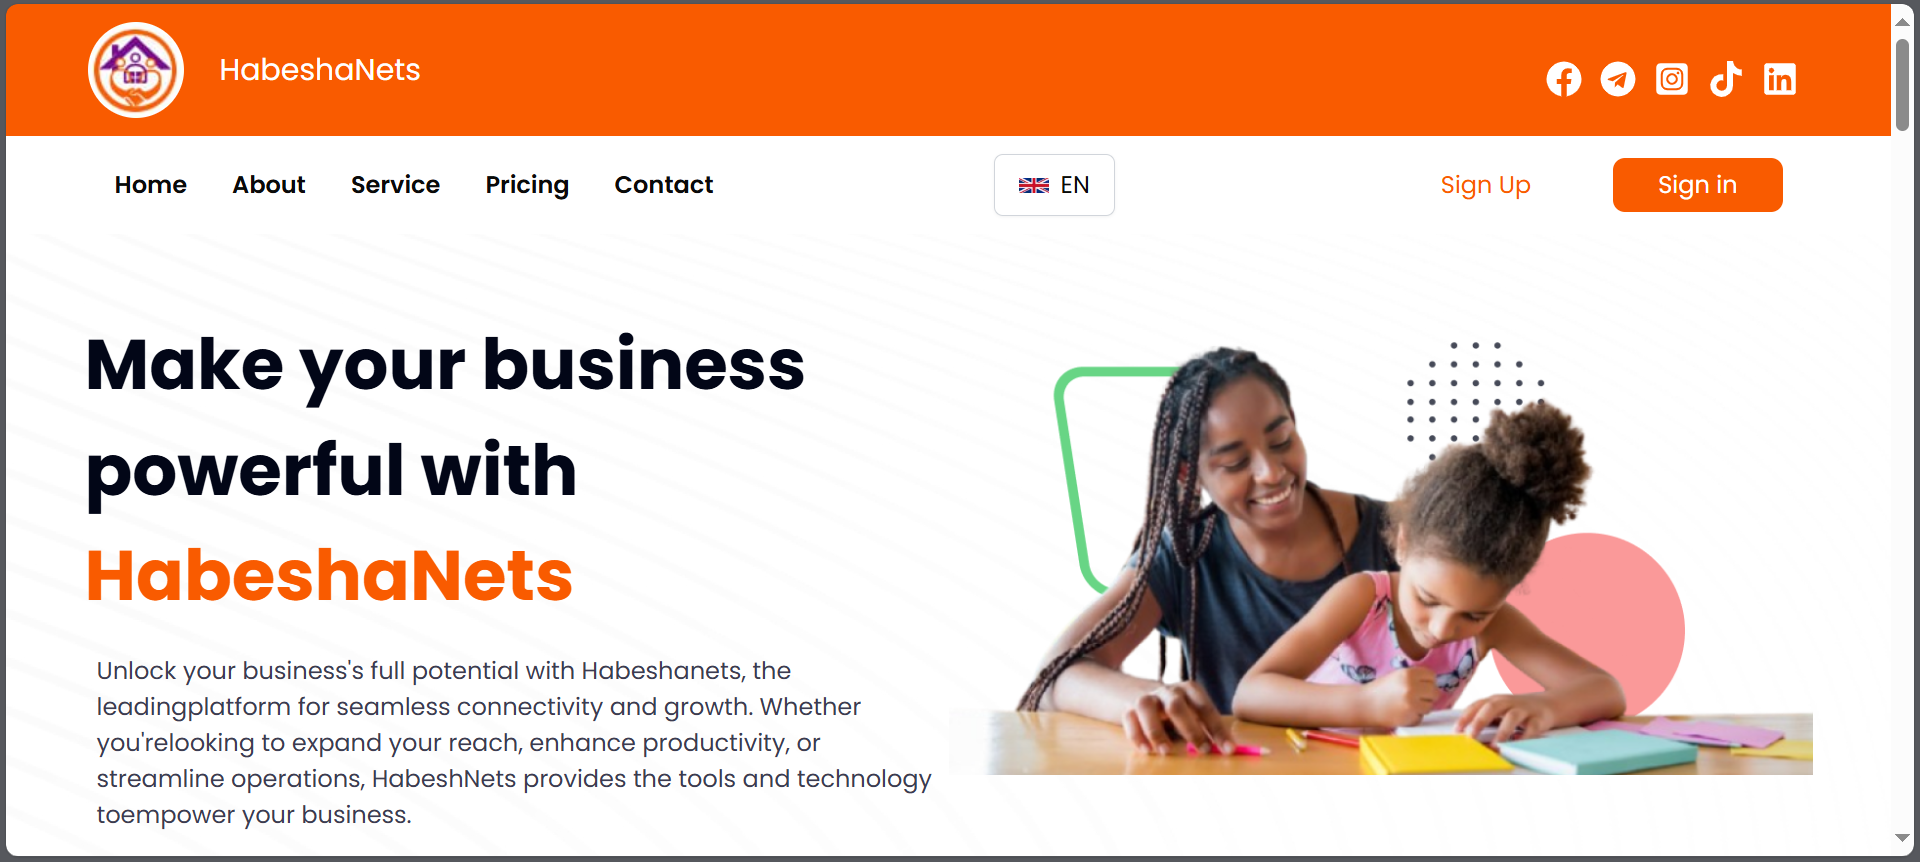 HabeshaNets
Home About Service Pricing Contact EN Sign Up Sign in
Make your business
powerful with
HabeshaNets
Unlock your business's full potential with Habeshanets, the
leadingplatform for seamless connectivity and growth. Whether
you'relooking to expand your reach, enhance productivity, or
streamline operations, HabeshNets provides the tools and technology
toempower your business.